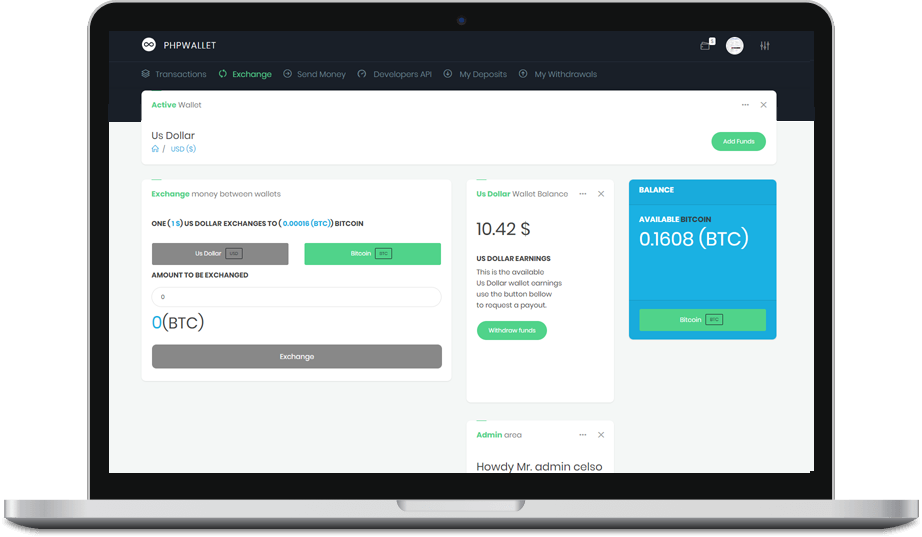 PHPWALLET
Transactions Exchange Send Money Developers API My Deposits My Withdrawals
Active Wallet
Us Dollar
/ USD ($)
Add Funds
Exchange money between wallets
ONE ( 1 $) US DOLLAR EXCHANGES TO ( 0.00016 (BTC)) BITCOIN
Us Dollar USD
Bitcoin BTC
AMOUNT TO BE EXCHANGED
0
0(BTC)
Exchange
Us Dollar Wallet Balance
10.42 $
US DOLLAR EARNINGS
This is the available
Us Dollar wallet earnings
use the button bellow
to request a payout.
Withdrow funds
BALANCE
AVAILABLE BITCOIN
0.1608 (BTC)
Bitcoin BTC
Admin area
Howdy Mr. admin celso